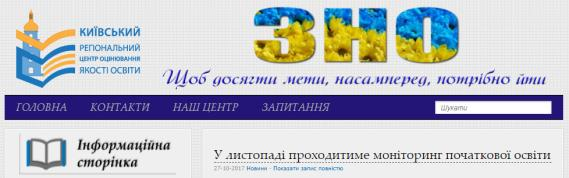 КИЇВСЬКИЙ
РЕГІОНАЛЬНИЙ
ЦЕНТР ОЦІНЮВАННЯ
ЯКОСТІ ОСВІТИ
ЗНО
Щоб досягти мети, насамперед, потрібно йти
ГОЛОВНА КОНТАКТИ НАШ ЦЕНТР ЗАПИТАННЯ
Шукати
Інформаційна
сторінка
У листопаді проходитиме моніторинг початкової освіти
27-10-2017 Новини - Показати запис повністю